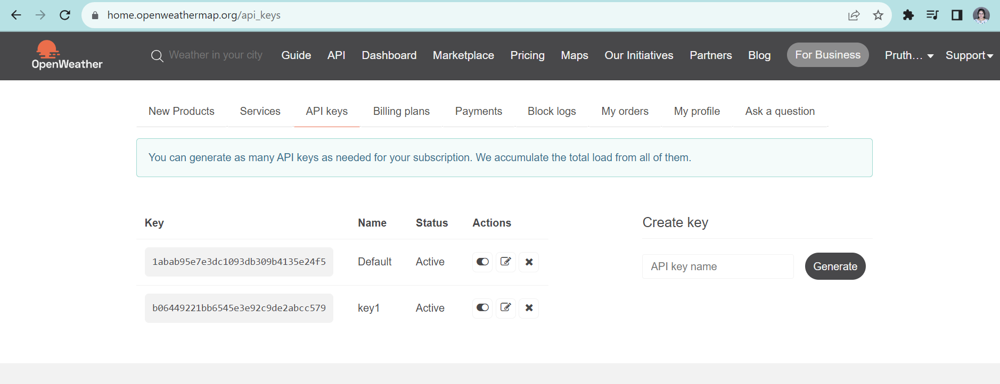 home.openweathermap.org/api_keys
OpenWeather
Weather in your city
Guide
API
Dashboard
Marketplace
Pricing
Maps
Our Initiatives
Partners
Blog
For Business
Pruth...
Support
New Products
Services
API keys
Billing plans
Payments
Block logs
My orders
My profile
Ask a question
You can generate as many API keys as needed for your subscription. We accumulate the total load from all of them.
Key Name Status Actions
1abab95e7e3dc1093db309b4135e24f5 Default Active
b06449221bb6545e3e92c9de2abcc579 key1 Active
Create key
API key name
Generate